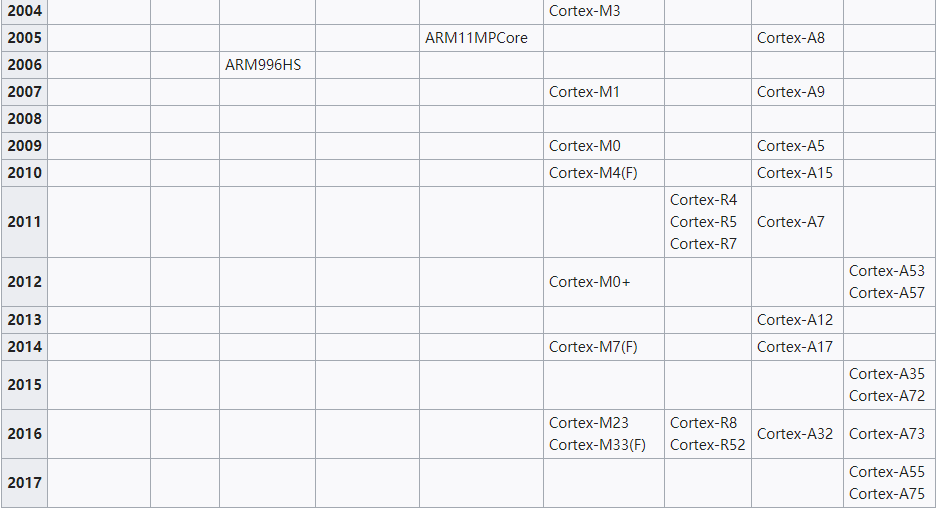 2004 Cortex-M3
2005 ARM11MPCore Cortex-A8
2006 ARM996HS
2007 Cortex-M1 Cortex-A9
2008
2009 Cortex-M0 Cortex-A5
2010 Cortex-M4(F) Cortex-A15
Cortex-R4
2011 Cortex-R5 Cortex-A7
Cortex-R7
2012 Cortex-M0+ Cortex-A53
Cortex-A57
2013 Cortex-A12
2014 Cortex-M7(F) Cortex-A17
2015 Cortex-A35
Cortex-A72
2016 Cortex-M23 Cortex-R8 Cortex-A32 Cortex-A73
Cortex-M33(F) Cortex-R52
2017 Cortex-A55
Cortex-A75